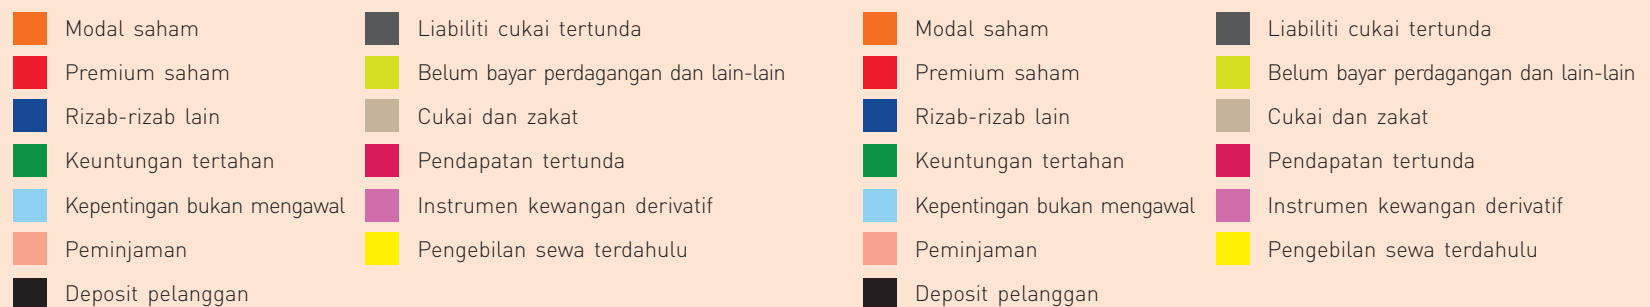 Modal saham
Premium saham
Rizab-rizab lain
Keuntungan tertahan
Kepentingan bukan mengawal
Peminjaman
Deposit pelanggan
Liabiliti cukai tertunda
Belum bayar perdagangan dan lain-lain
Cukai dan zakat
Pendapatan tertunda
Instrumen kewangan derivatif
Pengebilan sewa terdahulu
Modal saham
Premium saham
Rizab-rizab lain
Keuntungan tertahan
Kepentingan bukan mengawal
Peminjaman
Deposit pelanggan
Liabiliti cukai tertunda
Belum bayar perdagangan dan lain-lain
Cukai dan zakat
Pendapatan tertunda
Instrumen kewangan derivatif
Pengebilan sewa terdahulu